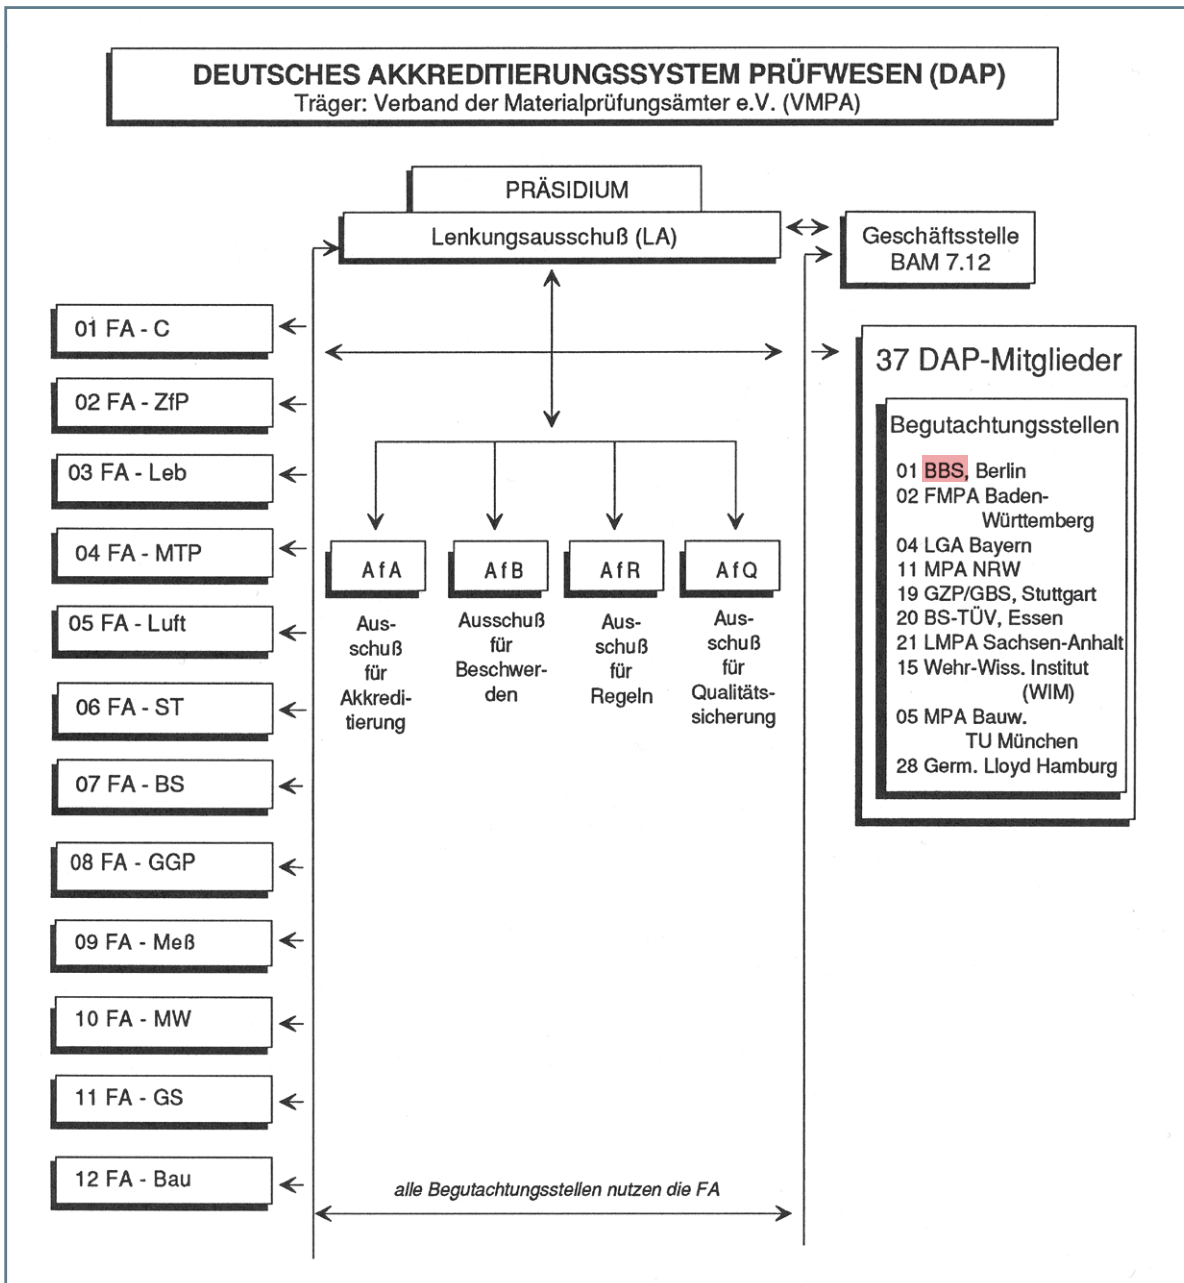 DEUTSCHES AKKREDITIERUNGSSYSTEM PRÜFWESEN (DAP)
Träger: Verband der Materialprüfungsämter e.V. (VMPA)
PRÄSIDIUM
Lenkungsausschuß (LA)
Geschäftsstelle
BAM 7.12
01 FA - C
02 FA - ZfP
03 FA - Leb
04 FA - MTP
05 FA - Luft
06 FA - ST
07 FA - BS
08 FA - GGP
09 FA - Meß
10 FA - MW
11 FA - GS
12 FA - Bau
AfA
Aus-
schuß
für
Akkredi-
tierung
AfB
Ausschuß
für
Beschwer-
den
AfR
Aus-
schuß
für
Regeln
AfQ
Aus-
schuß
für
Qualitäts-
sicherung
37 DAP-Mitglieder
Begutachtungsstellen
01 BBS, Berlin
02 FMPA Baden-
Württemberg
04 LGA Bayern
11 MPA NRW
19 GZP/GBS, Stuttgart
20 BS-TÜV, Essen
21 LMPA Sachsen-Anhalt
15 Wehr-Wiss. Institut
(WIM)
05 MPA Bauw.
TU München
28 Germ. Lloyd Hamburg
alle Begutachtungsstellen nutzen die FA